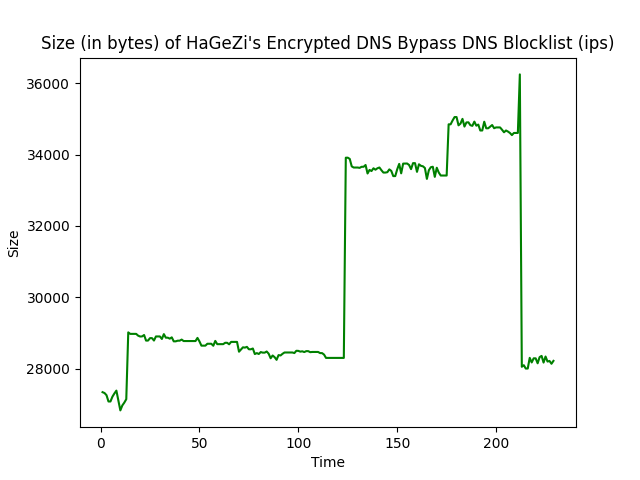 Size (in bytes) of HaGeZi's Encrypted DNS Bypass DNS Blocklist (ips)
36000
34000
32000
30000
28000
Size
0 50 100 150 200
Time